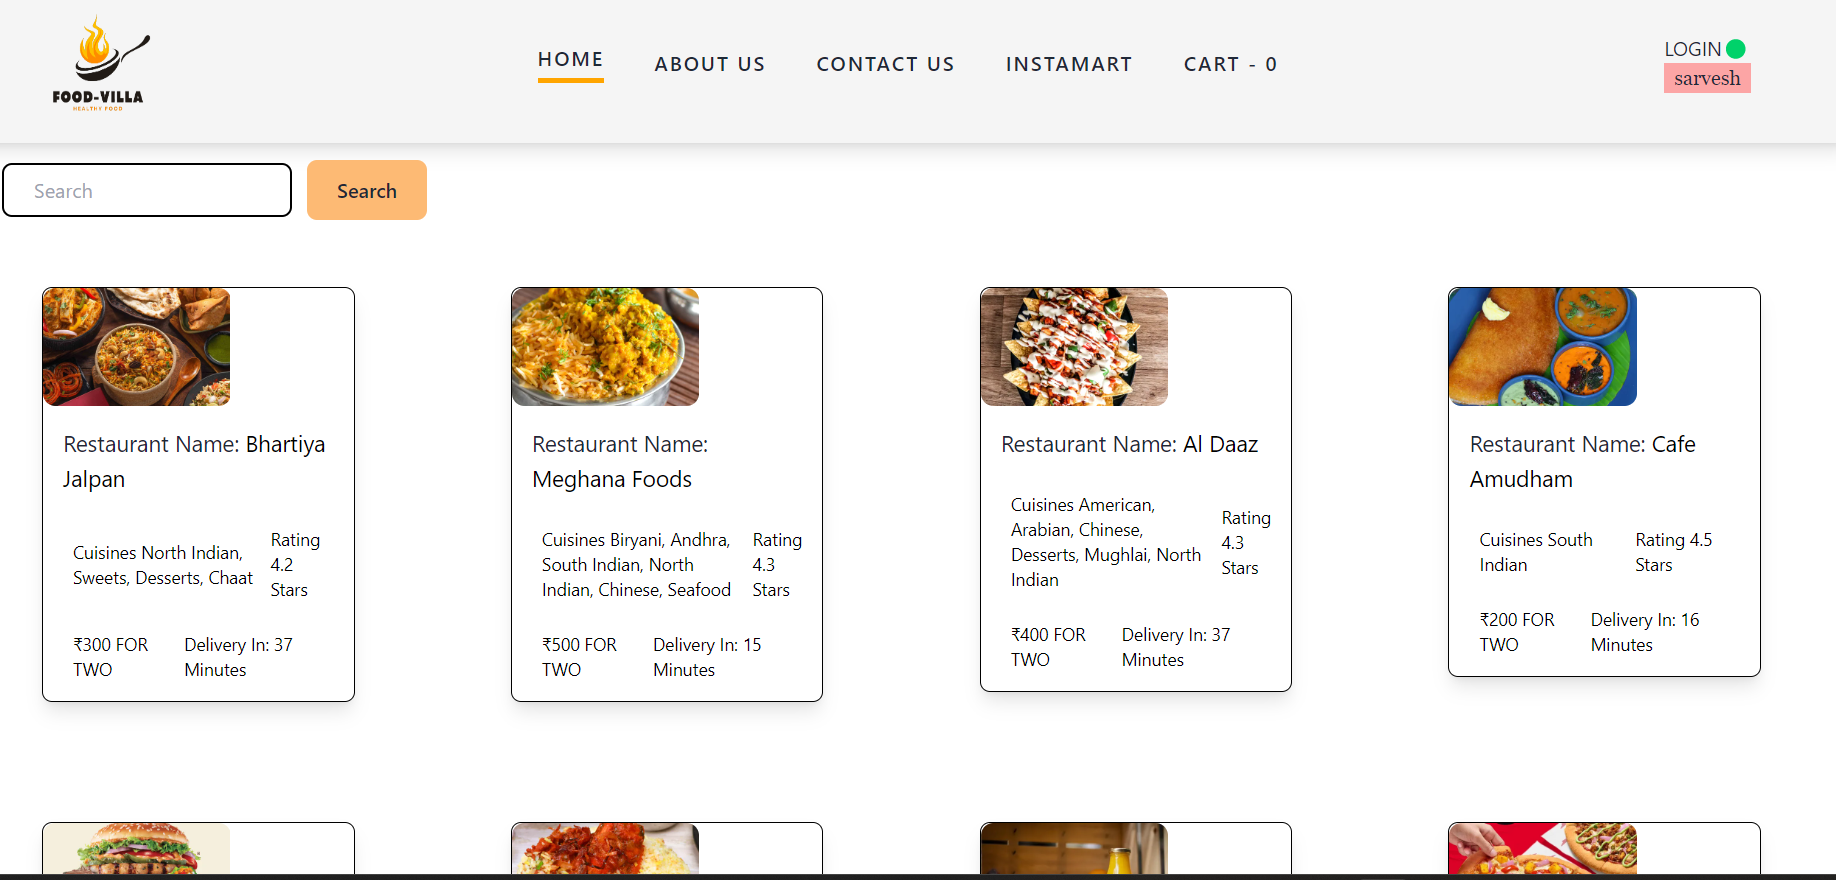 FOOD-VILLA
HEALTHY FOOD
HOME
ABOUT US
CONTACT US
INSTAMART
CART - 0
LOGIN
sarvesh
Search
Search
Restaurant Name: Bhartiya
Jalpan
Cuisines North Indian,
Sweets, Desserts, Chaat
Rating
4.2
Stars
₹300 FOR
TWO
Delivery In: 37
Minutes
Restaurant Name:
Meghana Foods
Cuisines Biryani, Andhra,
South Indian, North
Indian, Chinese, Seafood
Rating
4.3
Stars
₹500 FOR
TWO
Delivery In: 15
Minutes
Restaurant Name: Al Daaz
Cuisines American,
Arabian, Chinese,
Desserts, Mughlai, North
Indian
Rating
4.3
Stars
₹400 FOR
TWO
Delivery In: 37
Minutes
Restaurant Name: Cafe
Amudham
Cuisines South
Indian
Rating 4.5
Stars
₹200 FOR
TWO
Delivery In: 16
Minutes